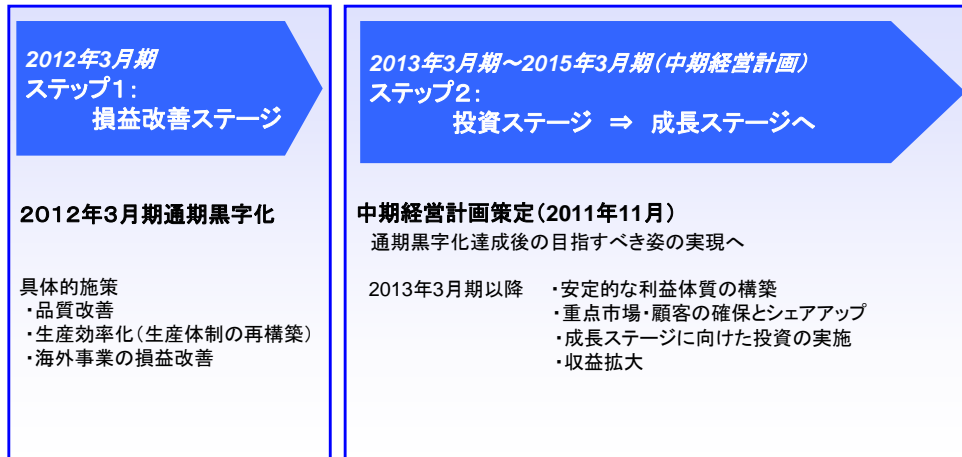 2012年3月期
ステップ1：
損益改善ステージ
2012年3月期通期黒字化
具体的施策
・品質改善
・生産効率化（生産体制の再構築）
・海外事業の損益改善
2013年3月期～2015年3月期（中期経営計画）
ステップ2：
投資ステージ ⇒ 成長ステージへ
中期経営計画策定（2011年11月）
通期黒字化達成後の目指すべき姿の実現へ
2013年3月期以降 ・安定的な利益体質の構築
・重点市場・顧客の確保とシェアアップ
・成長ステージに向けた投資の実施
・収益拡大